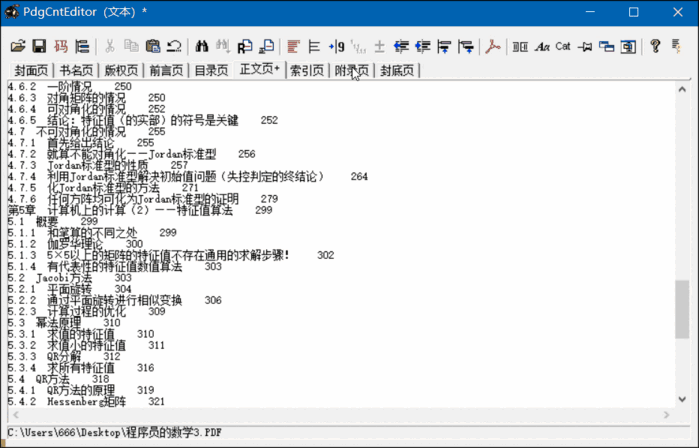 PdgCntEditor (文本) *
封面页 书名页 版权页 前言页 目录页 正文页+ 索引页 附录页 封底页
4.6.2 一阶情况 250
4.6.3 对角矩阵的情况 250
4.6.4 可对角化的情况 252
4.6.5 结论：特征值（的实部）的符号是关键 252
4.7 不可对角化的情况 255
4.7.1 首先给出结论 255
4.7.2 就算不能对角化——Jordan标准型 256
4.7.3 Jordan标准型的性质 257
4.7.4 利用Jordan标准型解决初始值问题（失控判定的终结论） 264
4.7.5 化Jordan标准型的方法 271
4.7.6 任何方阵均可化为Jordan标准型的证明 279
第5章 计算机上的计算（2）——特征值算法 299
5.1 概要 299
5.1.1 和笔算的不同之处 299
5.1.2 伽罗华理论 300
5.1.3 5×5以上的矩阵的特征值不存在通用的求解步骤！ 302
5.1.4 有代表性的特征值数值算法 303
5.2 Jacobi方法 303
5.2.1 平面旋转 304
5.2.2 通过平面旋转进行相似变换 306
5.2.3 计算过程的优化 309
5.3 幂法原理 310
5.3.1 求值的特征值 310
5.3.2 求值小的特征值 311
5.3.3 QR分解 312
5.3.4 求所有特征值 316
5.4 QR方法 318
5.4.1 QR方法的原理 319
5.4.2 Hessenberg矩阵 321
C:\Users\666\Desktop\程序员的数学3.PDF